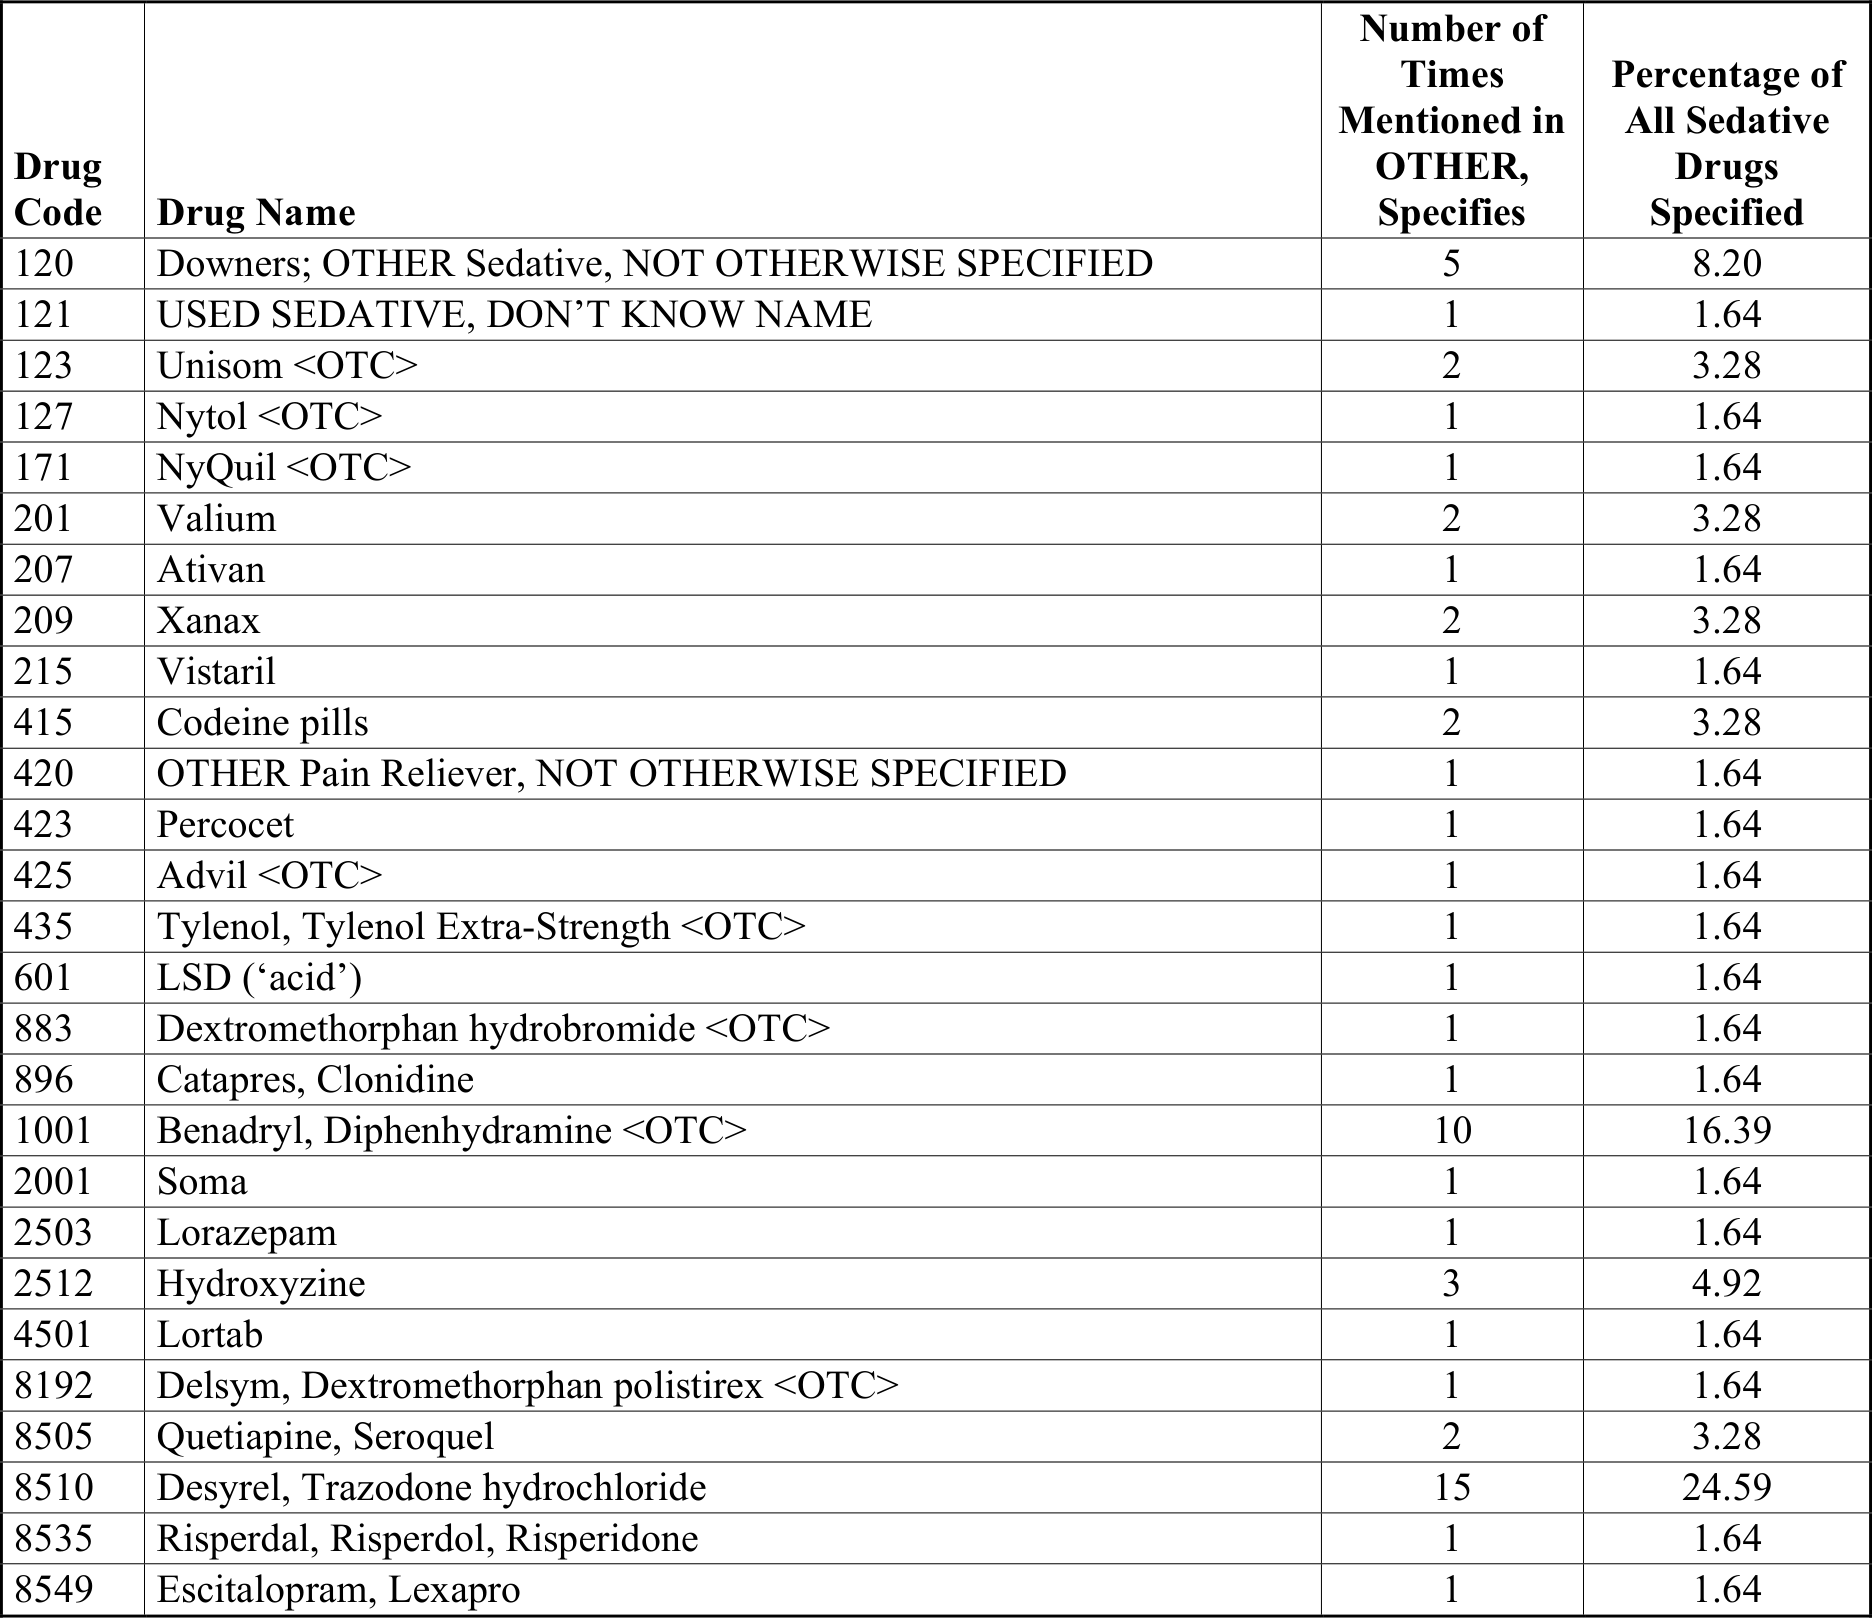 Drug Code | Drug Name | Number of Times Mentioned in OTHER, Specifies | Percentage of All Sedative Drugs Specified
120 | Downers; OTHER Sedative, NOT OTHERWISE SPECIFIED | 5 | 8.20
121 | USED SEDATIVE, DON’T KNOW NAME | 1 | 1.64
123 | Unisom <OTC> | 2 | 3.28
127 | Nytol <OTC> | 1 | 1.64
171 | NyQuil <OTC> | 1 | 1.64
201 | Valium | 2 | 3.28
207 | Ativan | 1 | 1.64
209 | Xanax | 2 | 3.28
215 | Vistaril | 1 | 1.64
415 | Codeine pills | 2 | 3.28
420 | OTHER Pain Reliever, NOT OTHERWISE SPECIFIED | 1 | 1.64
423 | Percocet | 1 | 1.64
425 | Advil <OTC> | 1 | 1.64
435 | Tylenol, Tylenol Extra-Strength <OTC> | 1 | 1.64
601 | LSD (‘acid’) | 1 | 1.64
883 | Dextromethorphan hydrobromide <OTC> | 1 | 1.64
896 | Catapres, Clonidine | 1 | 1.64
1001 | Benadryl, Diphenhydramine <OTC> | 10 | 16.39
2001 | Soma | 1 | 1.64
2503 | Lorazepam | 1 | 1.64
2512 | Hydroxyzine | 3 | 4.92
4501 | Lortab | 1 | 1.64
8192 | Delsym, Dextromethorphan polistirex <OTC> | 1 | 1.64
8505 | Quetiapine, Seroquel | 2 | 3.28
8510 | Desyrel, Trazodone hydrochloride | 15 | 24.59
8535 | Risperdal, Risperdol, Risperidone | 1 | 1.64
8549 | Escitalopram, Lexapro | 1 | 1.64